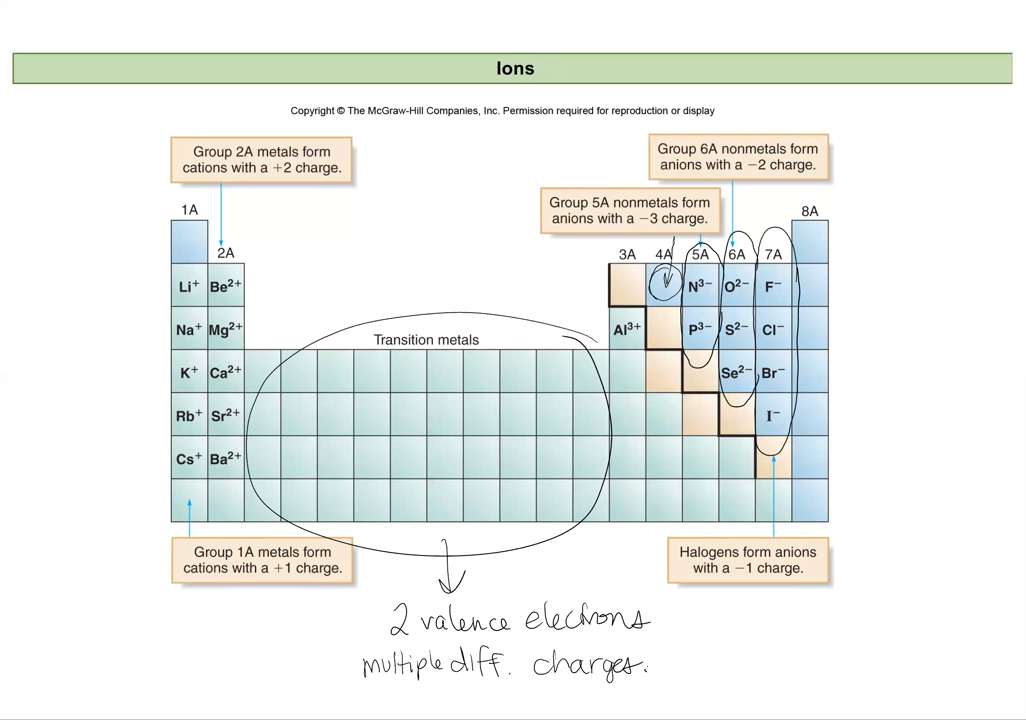 Ions
Copyright © The McGraw-Hill Companies, Inc. Permission required for reproduction or display
Group 2A metals form
cations with a +2 charge.
Group 6A nonmetals form
anions with a −2 charge.
Group 5A nonmetals form
anions with a −3 charge.
1A
8A
2A
3A 4A 5A 6A 7A
Li⁺ Be²⁺ N³⁻ O²⁻ F⁻
Na⁺ Mg²⁺ Transition metals Al³⁺ P³⁻ S²⁻ Cl⁻
K⁺ Ca²⁺ Se²⁻ Br⁻
Rb⁺ Sr²⁺ I⁻
Cs⁺ Ba²⁺
Group 1A metals form
cations with a +1 charge.
Halogens form anions
with a −1 charge.
2 valence electrons
multiple diff. charges.